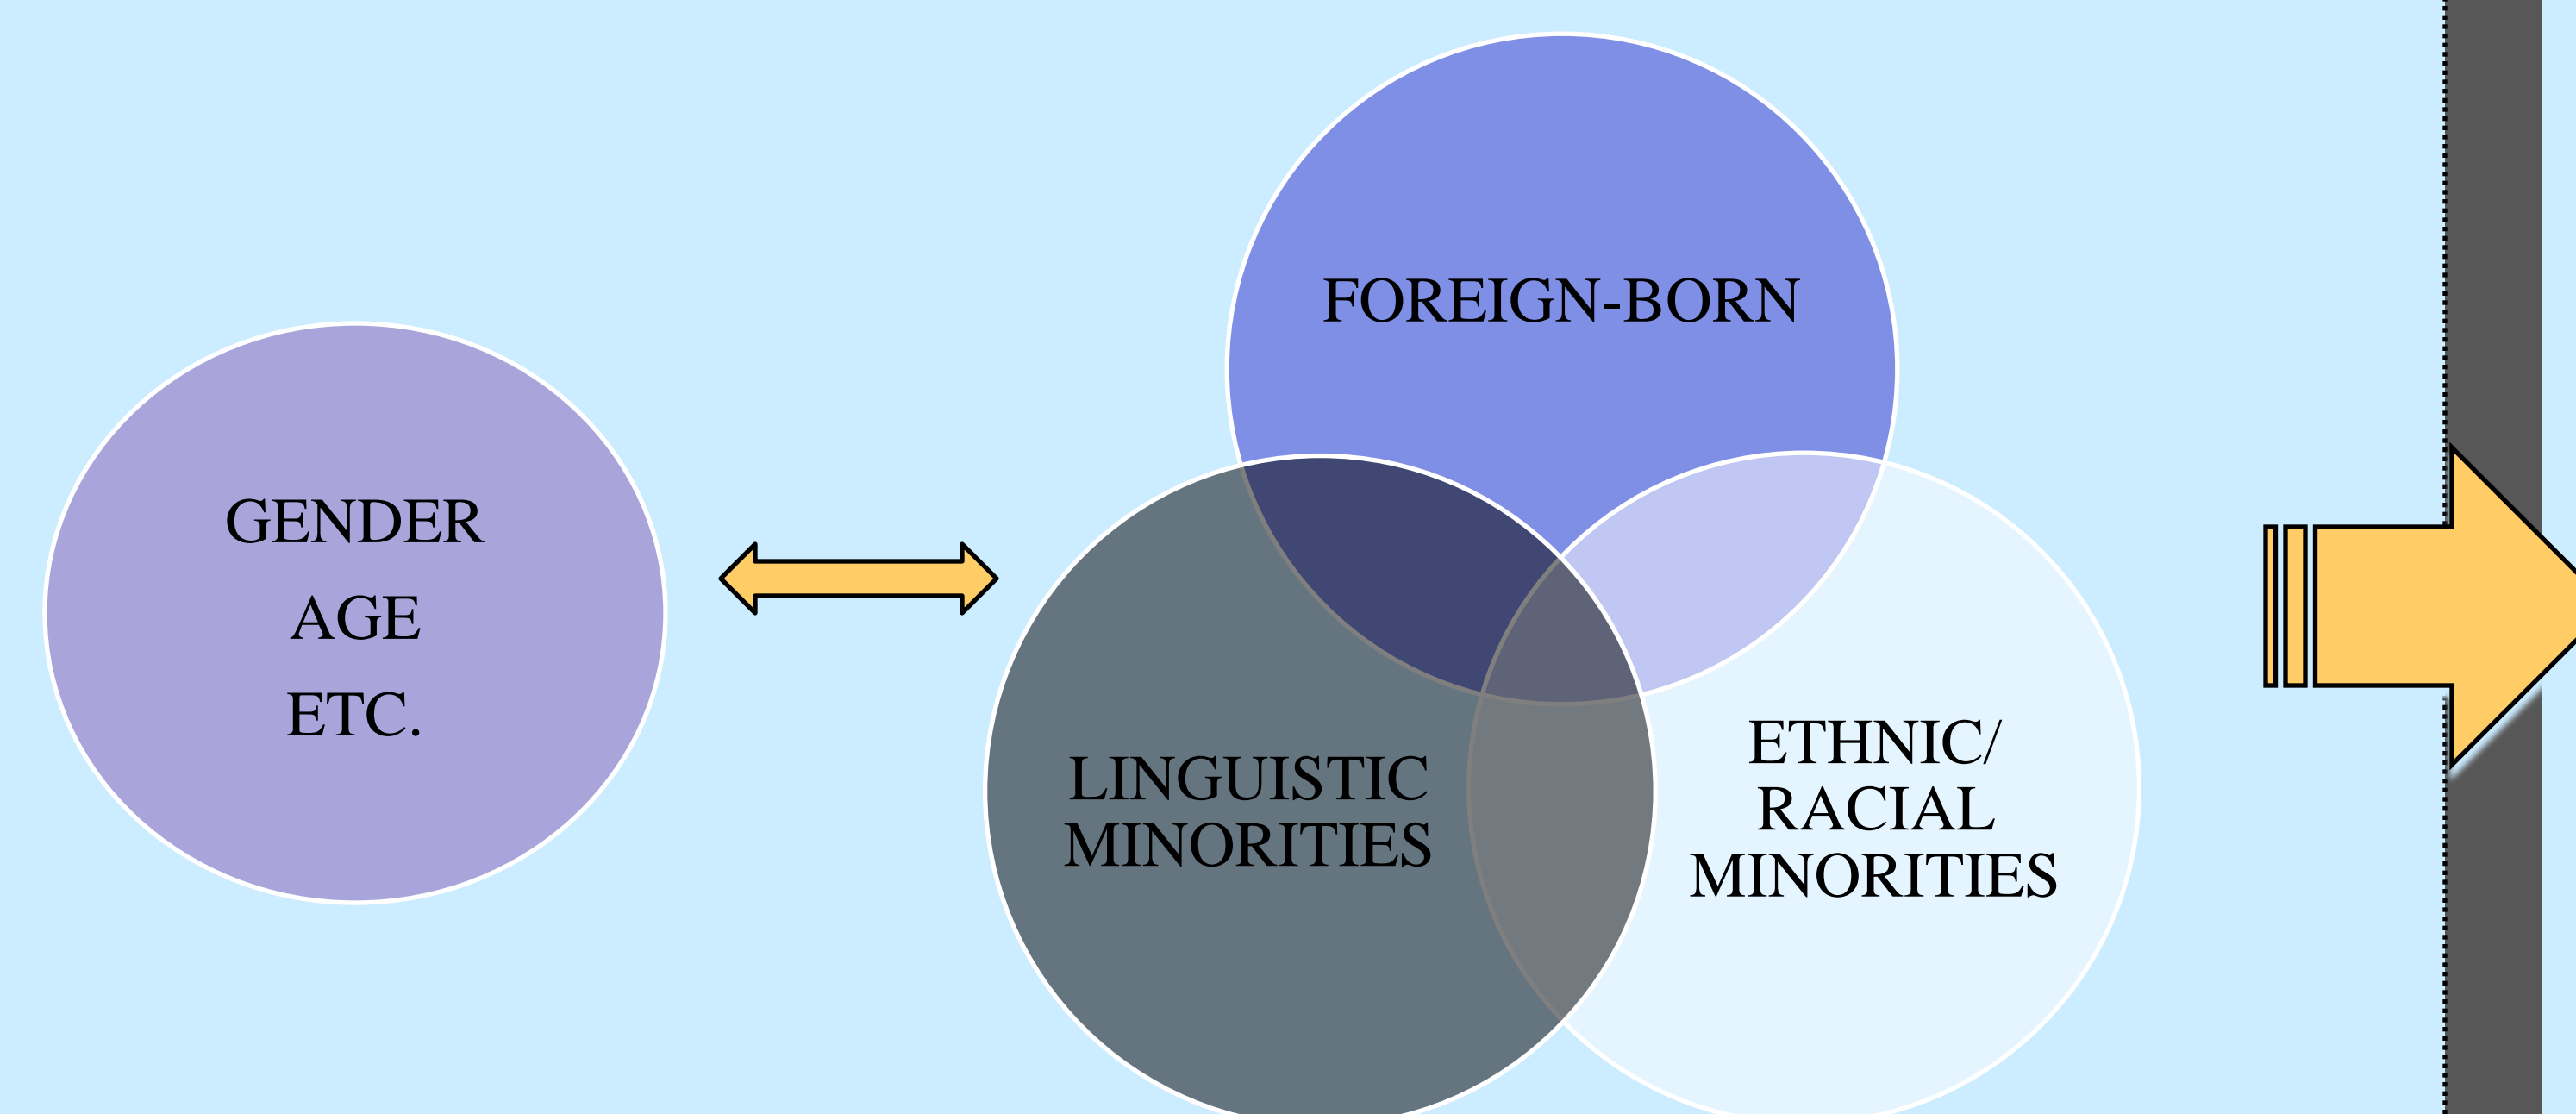 GENDER
AGE
ETC.
FOREIGN-BORN
LINGUISTIC
MINORITIES
ETHNIC/
RACIAL
MINORITIES